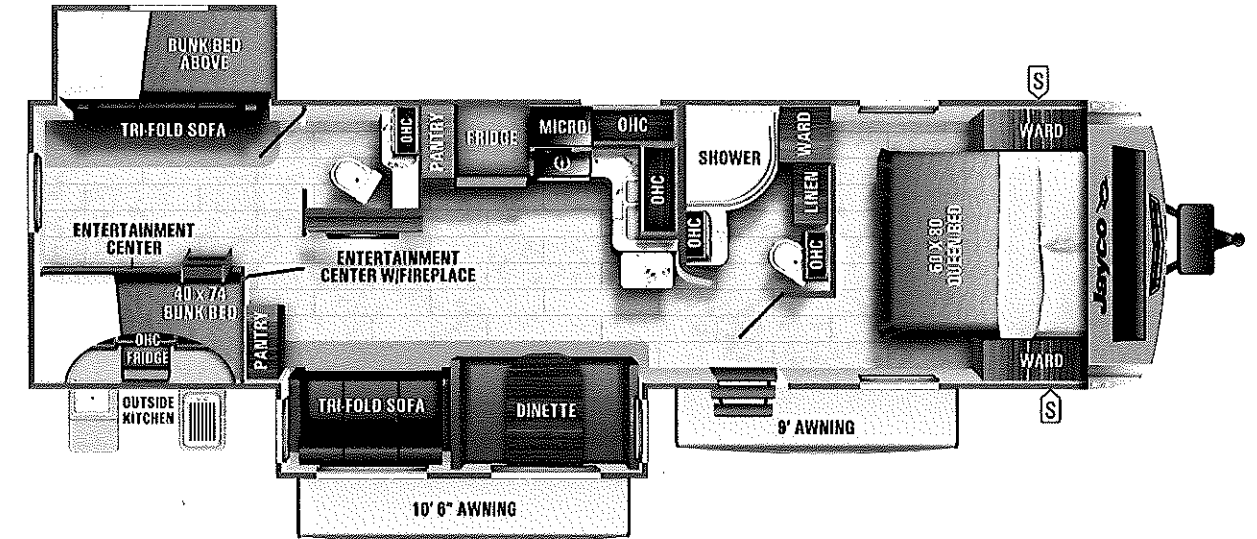 BUNK BED
ABOVE
TRI-FOLD SOFA
OHC
PANTRY
FRIDGE
MICRO
OHC
OHC
SHOWER
WARD
LINEN
OHC
OHC
S
WARD
60 X 80
QUEEN BED
WARD
S
Jayco
ENTERTAINMENT
CENTER
ENTERTAINMENT
CENTER W/FIREPLACE
40 x 74
BUNK BED
PANTRY
OHC
FRIDGE
OUTSIDE
KITCHEN
TRI-FOLD SOFA
DINETTE
9' AWNING
10' 6" AWNING